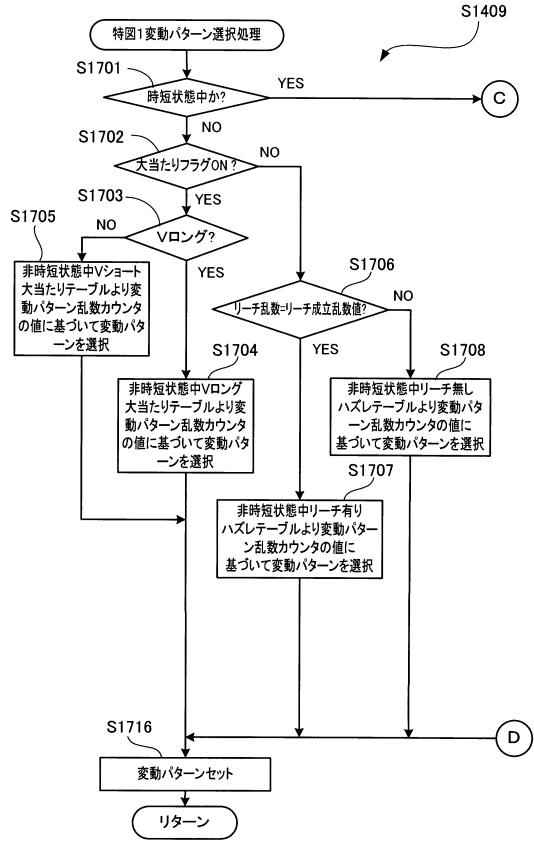 S1409
特図1変動パターン選択処理
S1701
時短状態中か?
YES
C
NO
S1702
大当たりフラグON?
NO
YES
S1703
Vロング?
NO
YES
S1705
非時短状態中Vショート
大当たりテーブルより変
動パターン乱数カウンタ
の値に基づいて変動パタ
ーンを選択
S1706
リーチ乱数=リーチ成立乱数値?
NO
YES
S1704
非時短状態中Vロング
大当たりテーブルより変
動パターン乱数カウンタ
の値に基づいて変動パタ
ーンを選択
S1708
非時短状態中リーチ無し
ハズレテーブルより変動パタ
ーン乱数カウンタの値に
基づいて変動パターンを選択
S1707
非時短状態中リーチ有り
ハズレテーブルより変動パター
ン乱数カウンタの値に
基づいて変動パターンを選択
D
S1716
変動パターンセット
リターン